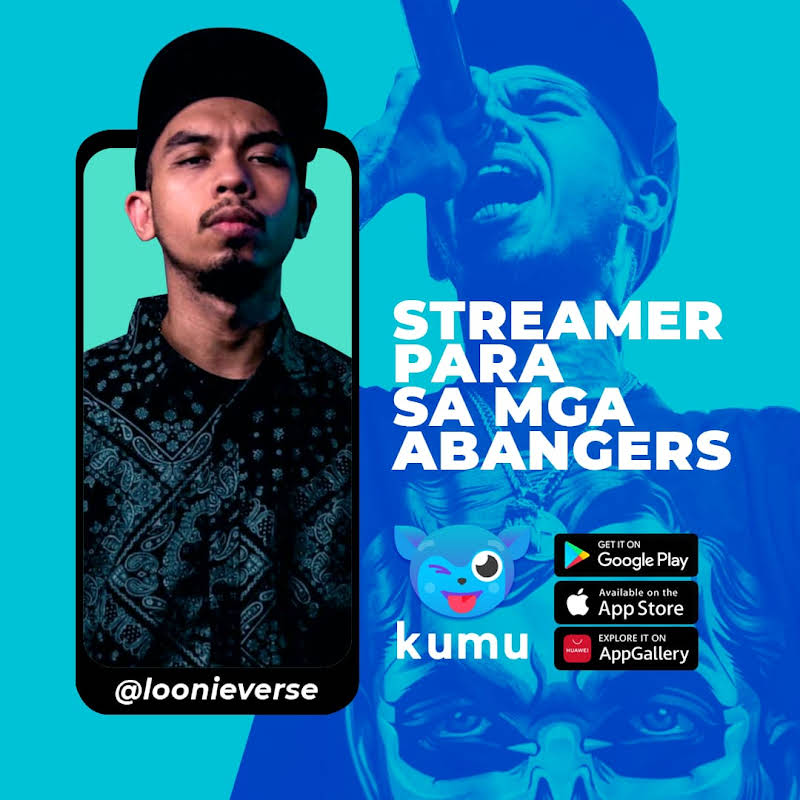 STREAMER
PARA
SA MGA
ABANGERS
kumu
GET IT ON
Google Play
Available on the
App Store
HUAWEI
EXPLORE IT ON
AppGallery
@loonieverse